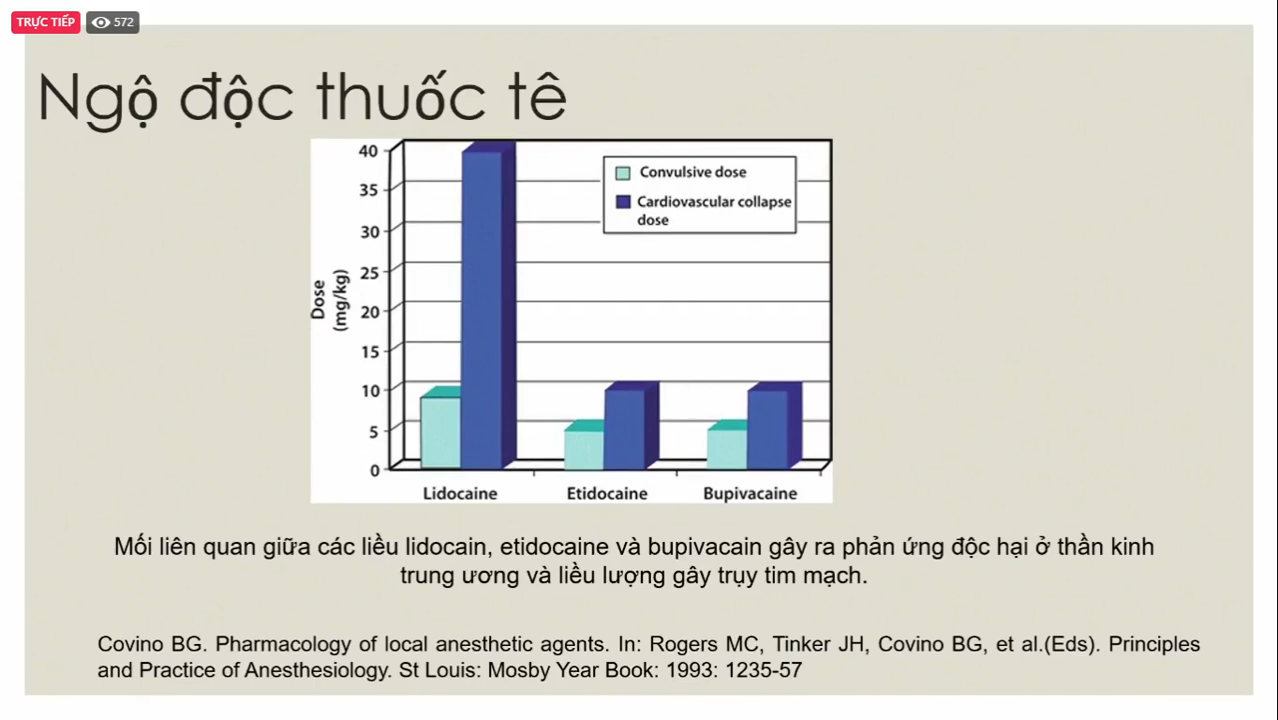 TRỰC TIẾP 572
Ngộ độc thuốc tê
40
35
30
25
20
15
10
5
0
Dose
(mg/kg)
Convulsive dose
Cardiovascular collapse
dose
Lidocaine Etidocaine Bupivacaine
Mối liên quan giữa các liều lidocain, etidocaine và bupivacain gây ra phản ứng độc hại ở thần kinh
trung ương và liều lượng gây trụy tim mạch.
Covino BG. Pharmacology of local anesthetic agents. In: Rogers MC, Tinker JH, Covino BG, et al.(Eds). Principles
and Practice of Anesthesiology. St Louis: Mosby Year Book: 1993: 1235-57